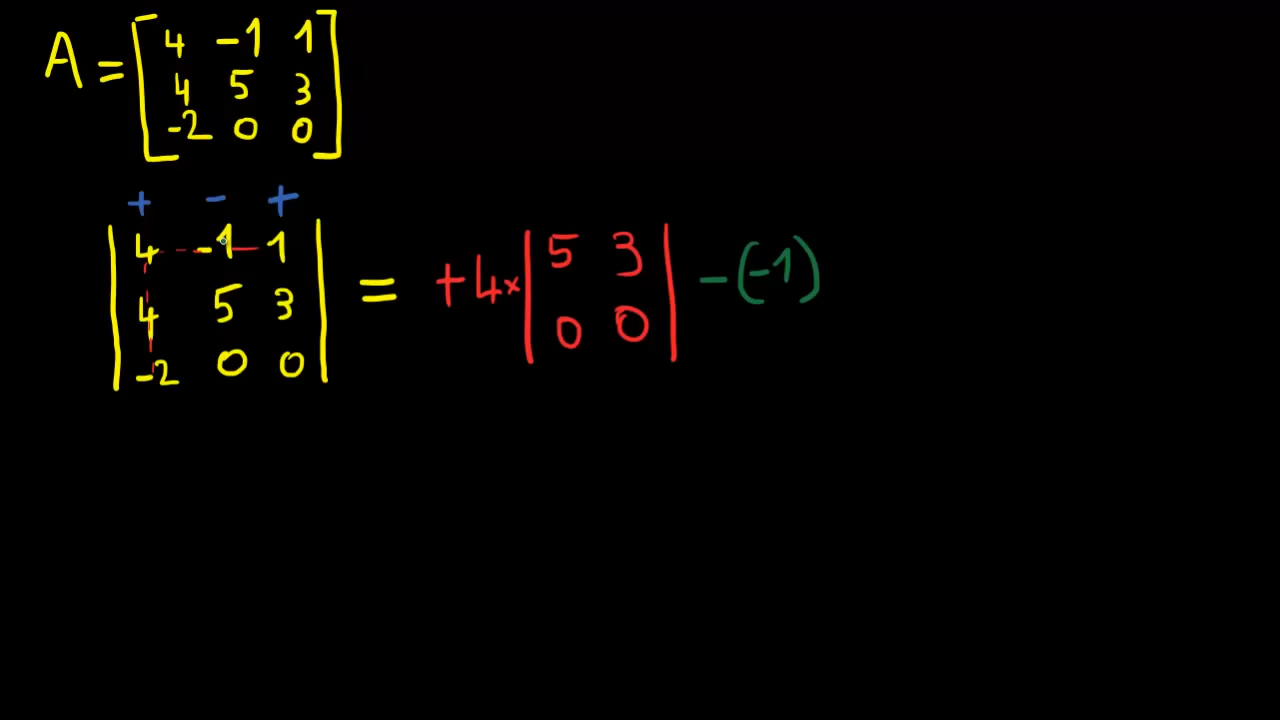 A = [ 4 -1 1
4 5 3
-2 0 0 ]
+ - +
| 4 -1 1 | = +4× | 5 3 | - (-1)
| 4 5 3 | | 0 0 |
| -2 0 0 |